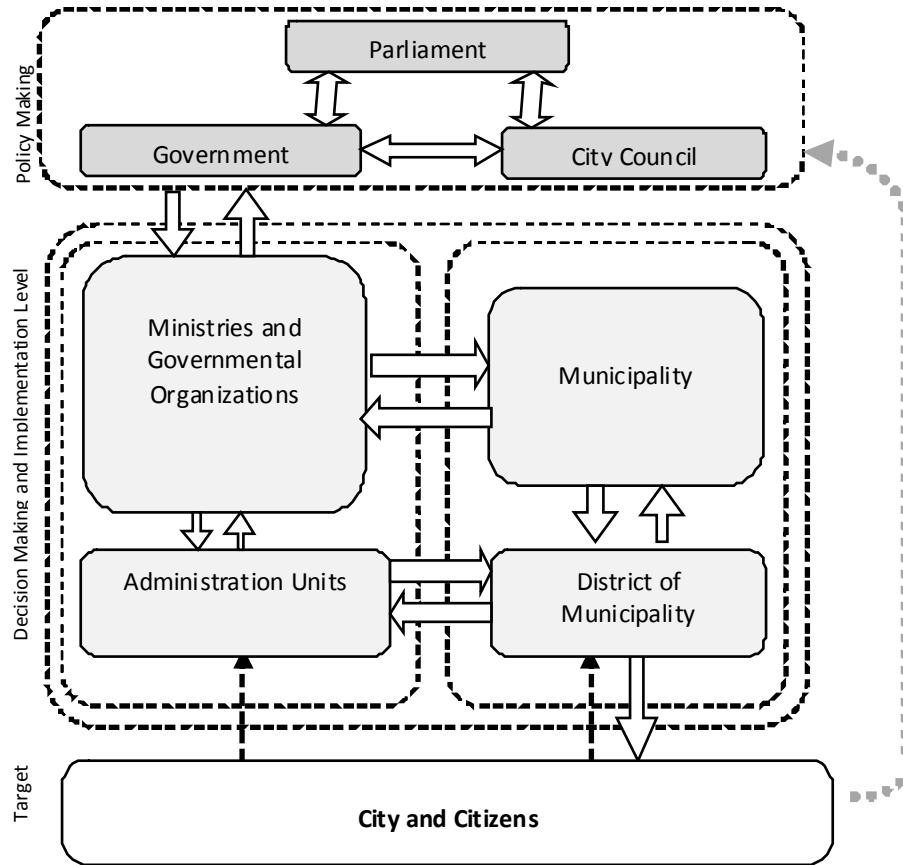 Policy Making
Parliament
Government
City Council
Decision Making and Implementation Level
Ministries and
Governmental
Organizations
Municipality
Administration Units
District of
Municipality
Target
City and Citizens